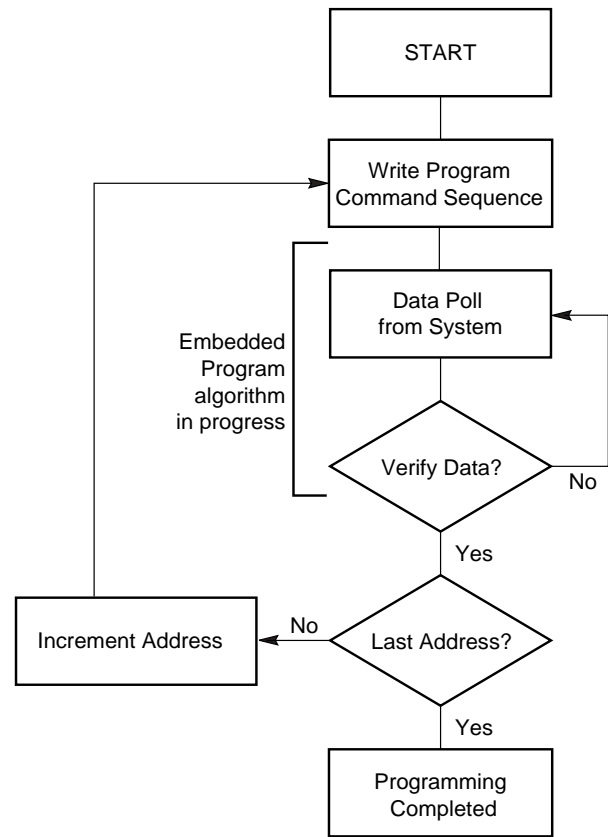 START
Write Program
Command Sequence
Data Poll
from System
Embedded
Program
algorithm
in progress
Verify Data?
No
Yes
No
Increment Address
Last Address?
Yes
Programming
Completed